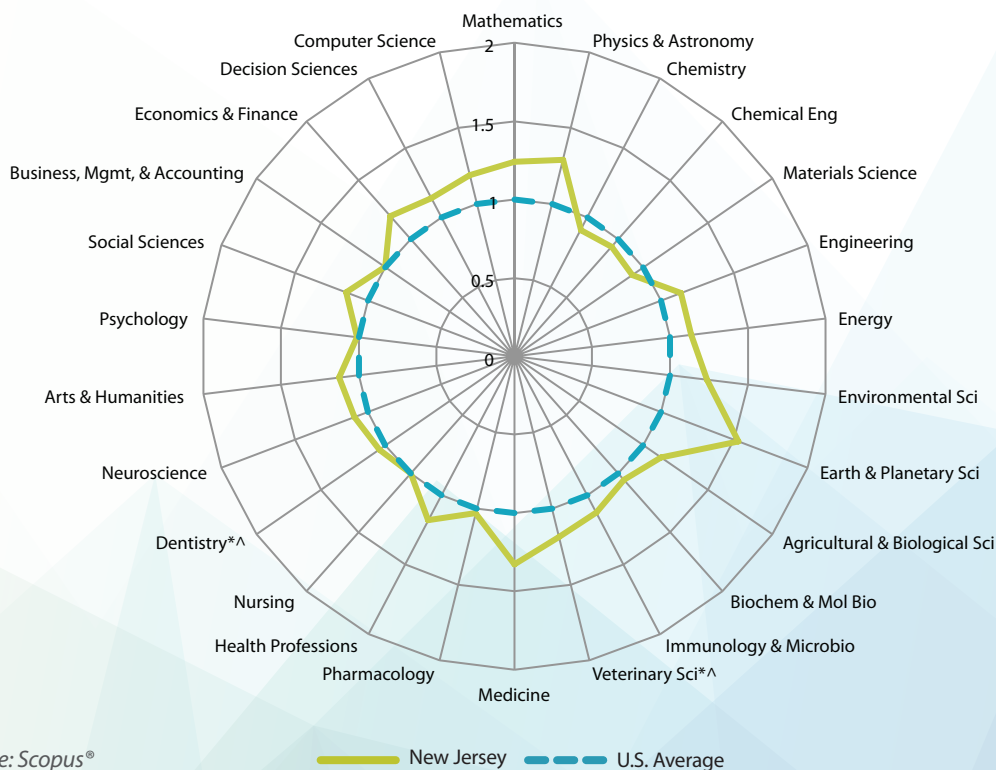 Mathematics
Computer Science
Physics & Astronomy
2
Decision Sciences
Chemistry
Economics & Finance
Chemical Eng
1.5
Business, Mgmt, & Accounting
Materials Science
1
Social Sciences
Engineering
0.5
Psychology
Energy
0
Arts & Humanities
Environmental Sci
Neuroscience
Earth & Planetary Sci
Dentistry*^
Agricultural & Biological Sci
Nursing
Biochem & Mol Bio
Health Professions
Immunology & Microbio
Pharmacology
Veterinary Sci*^
Medicine
e: Scopus®
New Jersey
U.S. Average